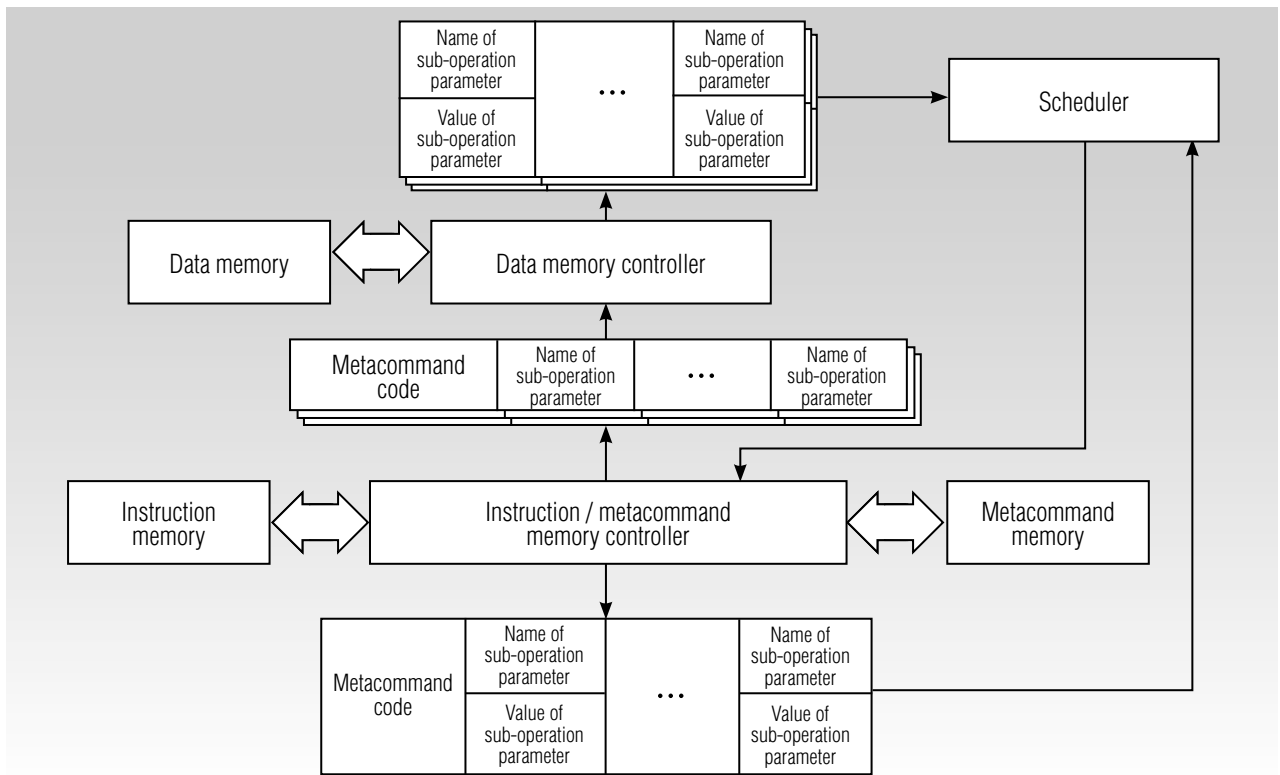 Name of
sub-operation
parameter
...
Name of
sub-operation
parameter
Value of
sub-operation
parameter
Value of
sub-operation
parameter
Scheduler
Data memory
Data memory controller
Metacommand
code
Name of
sub-operation
parameter
...
Name of
sub-operation
parameter
Instruction
memory
Instruction / metacommand
memory controller
Metacommand
memory
Metacommand
code
Name of
sub-operation
parameter
Value of
sub-operation
parameter
...
Name of
sub-operation
parameter
Value of
sub-operation
parameter